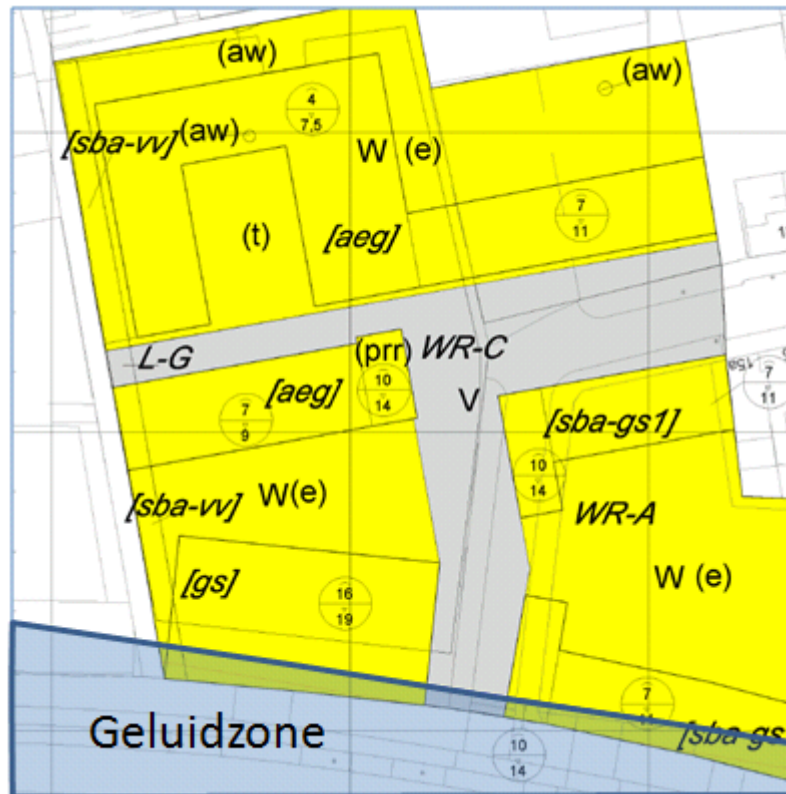 (aw)
(aw)
4
7,5
[sba-vv]
(aw)
W (e)
7
11
(t)
[aeg]
L-G
(prr)
WR-C
15a
7
11
[aeg]
10
14
V
7
9
[sba-gs1]
10
14
[sba-vv]
W(e)
WR-A
[gs]
16
19
W (e)
7
Geluidzone
[sba-gs
10
14